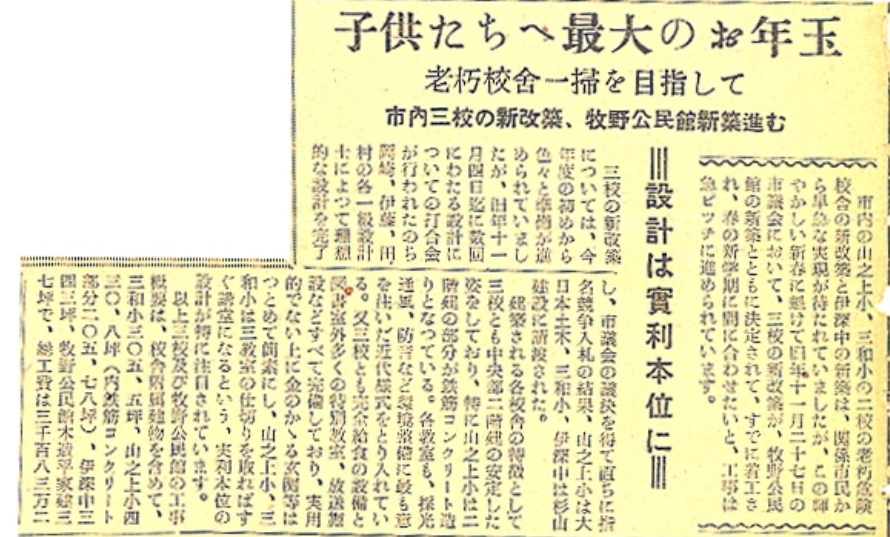 子供たちへ最大のお年玉
老朽校舎一掃を目指して
市内三校の新改築、牧野公民館新築進む
市内の山之上小、三和小の二校の老朽危険
校舎の新改築と伊深中の新築は、関係市民か
ら早急な実現が待たれていましたが、この輝
やかしい新春に魁けて旧年十一月二十七日の
市議会において、三校の新改築が、牧野公民
館の新築とともに決定されて、すでに着工さ
れ、春の新学期に間に合わせたいと、工事は
急ピッチに進められています。
設計は實利本位に
三校の新改築
については、今
年度の初めから
色々と準備が進
められていまし
たが、旧年十一
月四日迄に数回
にわたる設計に
ついての打合会
が行われたのち
岡崎、伊藤、田
村の各一級設計
士によつて理想
的な設計を完了
し、市議会の議決を得て直ちに指
名競争入札の結果、山之上小は大
日本土木、三和小、伊深中は杉山
建設に請渡された。
建築される各校舎の特徴として
三校とも中央部二階建の安定した
姿をしており、特に山之上小は二
階建の部分が鉄筋コンクリート造
りとなつている。各教室も、採光
通風、防音など環境整備に最も意
を注いだ近代様式をとり入れてい
る。又三校とも完全給食の設備と
図書室外多くの特別教室、放送施
設などすべて完備しており、実用
的でない上に金のかゝる玄関等は
つとめて簡素にし、山之上小、三
和小は三教室の仕切りを取ればす
ぐ講堂になるという、実利本位の
設計が特に注目されています。
以上三校及び牧野公民館の工事
概要は、校舎附属建物を含めて、
三和小三〇五、五坪、山之上小四
三〇、八坪（内鉄筋コンクリート
部分二〇五、七八坪）、伊深中三
四三坪、牧野公民館木造平家建三
七坪で、総工費は三千百八三万二